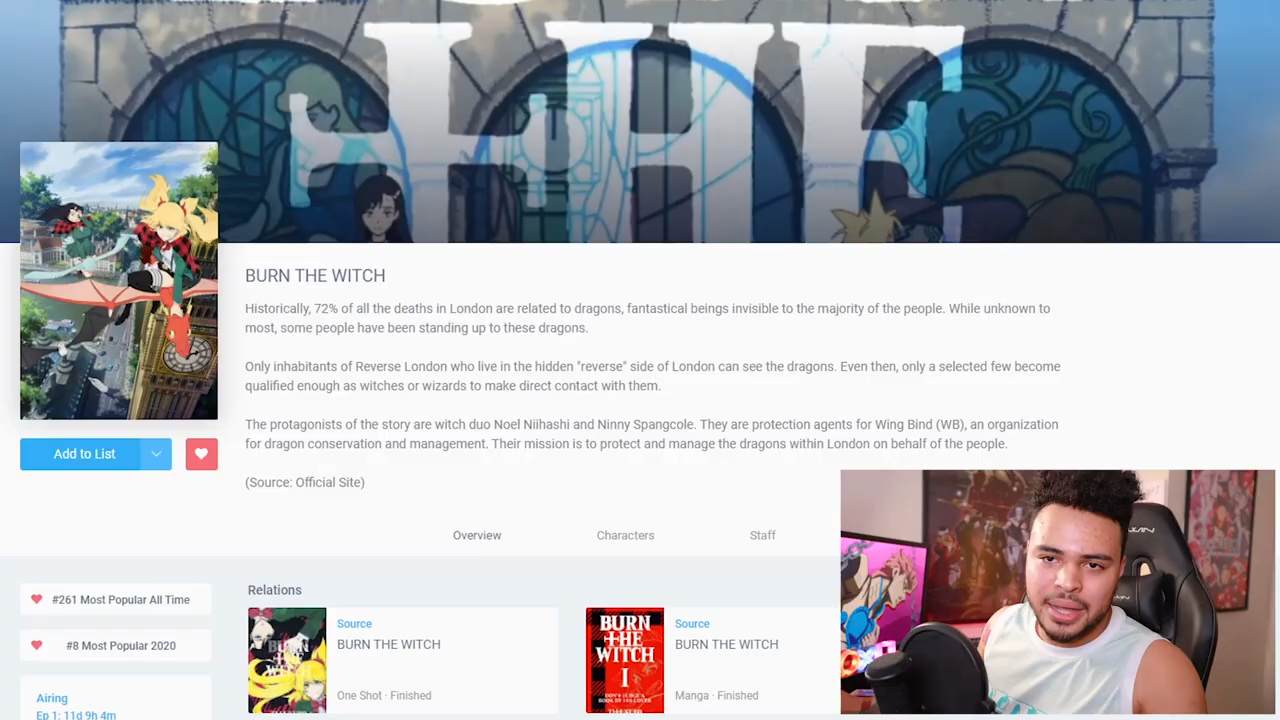 THE
BURN THE WITCH
Historically, 72% of all the deaths in London are related to dragons, fantastical beings invisible to the majority of the people. While unknown to
most, some people have been standing up to these dragons.
Only inhabitants of Reverse London who live in the hidden "reverse" side of London can see the dragons. Even then, only a selected few become
qualified enough as witches or wizards to make direct contact with them.
The protagonists of the story are witch duo Noel Niihashi and Ninny Spangcole. They are protection agents for Wing Bind (WB), an organization
for dragon conservation and management. Their mission is to protect and manage the dragons within London on behalf of the people.
(Source: Official Site)
Add to List
Overview
Characters
Staff
#261 Most Popular All Time
#8 Most Popular 2020
Airing
Ep 1: 11d 9h 4m
Relations
Source
BURN THE WITCH
One Shot · Finished
BURN
THE
WITCH
I
Source
BURN THE WITCH
Manga · Finished